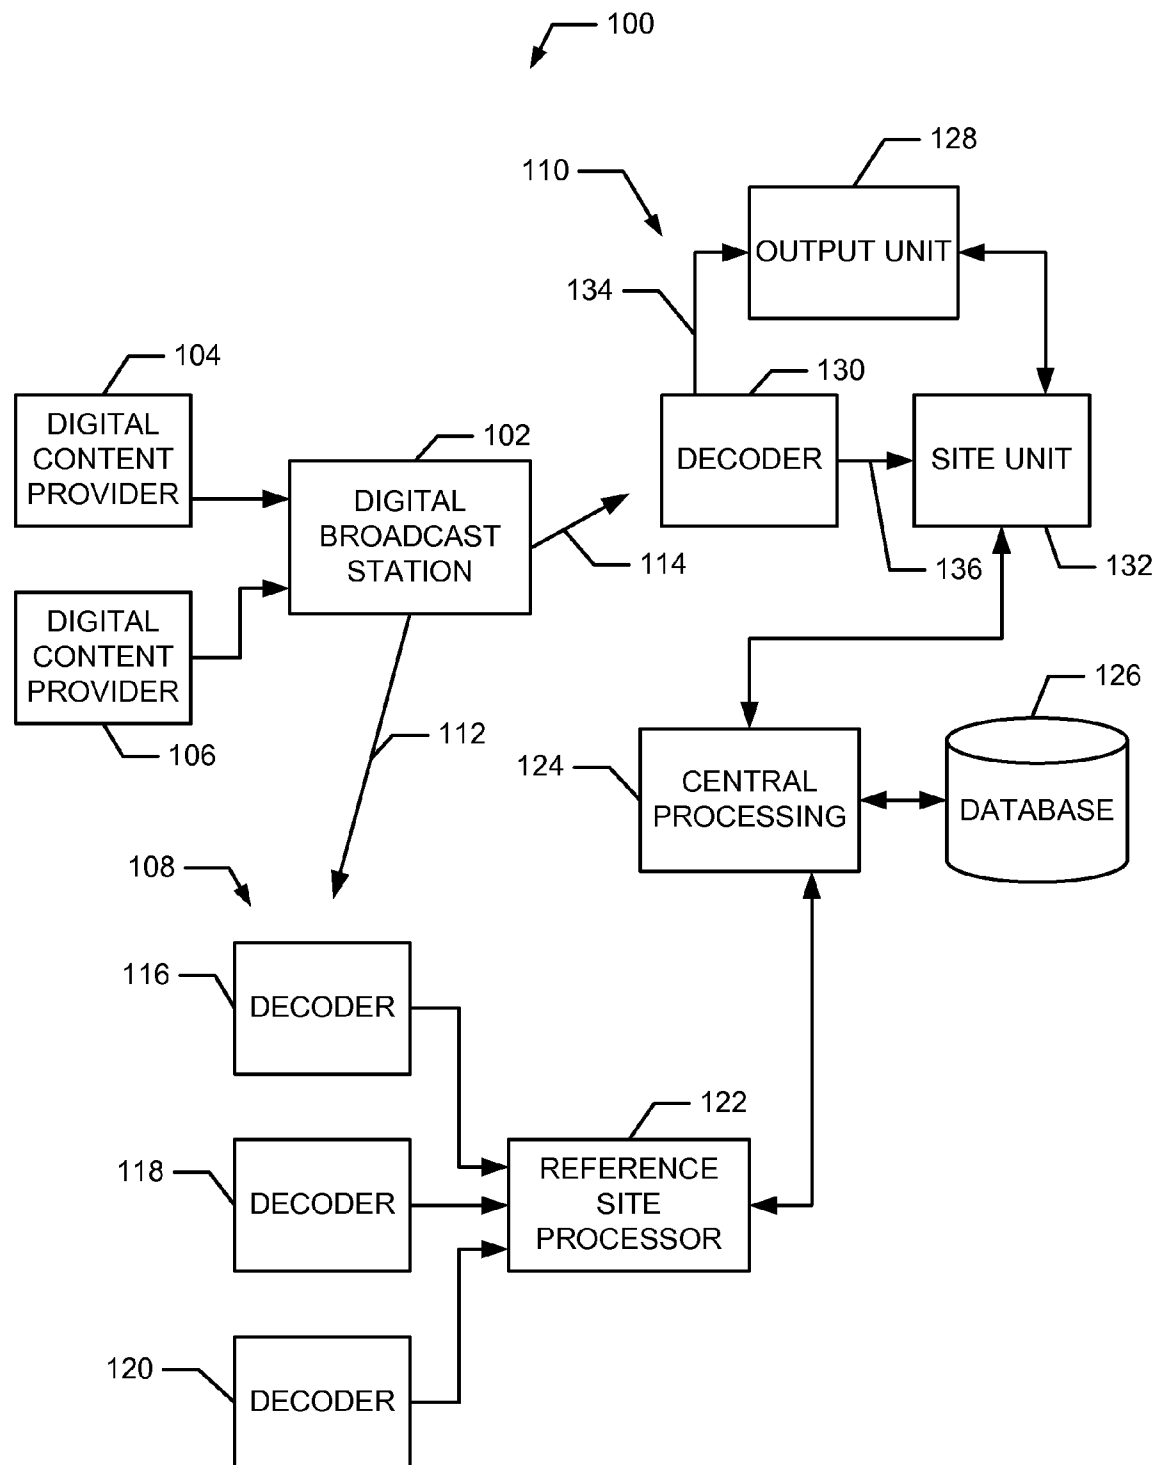 100
128
110
OUTPUT UNIT
134
104
130
DIGITAL
CONTENT
PROVIDER
102
DECODER
SITE UNIT
DIGITAL
BROADCAST
STATION
114
136
132
DIGITAL
CONTENT
PROVIDER
106
112
126
124
CENTRAL
PROCESSING
DATABASE
108
116
DECODER
122
118
DECODER
REFERENCE
SITE
PROCESSOR
120
DECODER